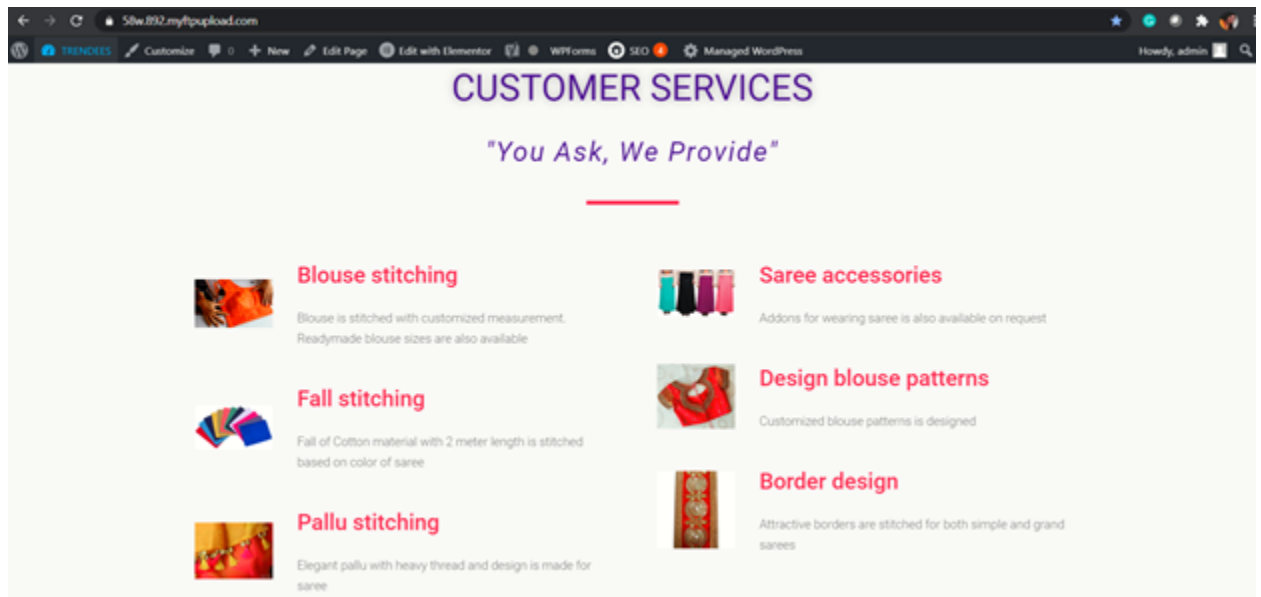 58w.892.myftpupload.com
TRENDEES Customize 0 New Edit Page Edit with Elementor WPForms SEO 4 Managed WordPress Howdy, admin
CUSTOMER SERVICES
"You Ask, We Provide"
Blouse stitching
Blouse is stitched with customized measurement.
Readymade blouse sizes are also available
Fall stitching
Fall of Cotton material with 2 meter length is stitched
based on color of saree
Pallu stitching
Elegant pallu with heavy thread and design is made for
saree
Saree accessories
Addons for wearing saree is also available on request
Design blouse patterns
Customized blouse patterns is designed
Border design
Attractive borders are stitched for both simple and grand
sarees